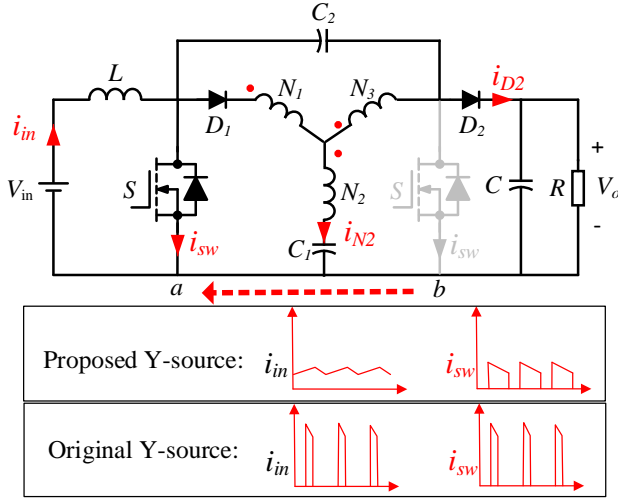 C2
L
D1
N1
N3
iD2
D2
iin
Vin
S
N2
iN2
C1
S
C
R
+
Vo
-
isw
isw
a
b
Proposed Y-source:
iin
isw
Original Y-source:
iin
isw